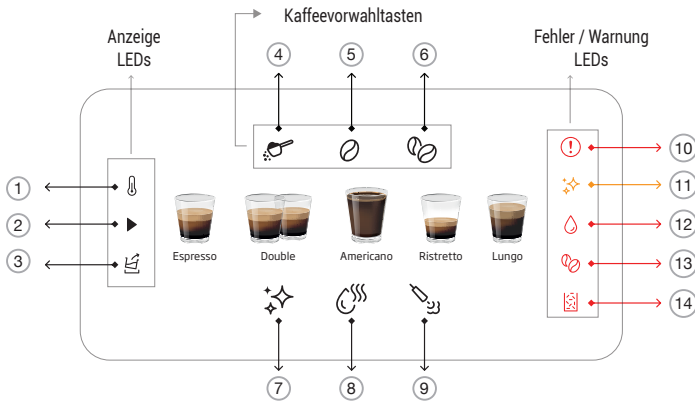 Kaffeevorwahltasten
Anzeige
LEDs
Fehler / Warnung
LEDs
4 5 6
1
2
3
10
11
12
13
14
Espresso Double Americano Ristretto Lungo
7 8 9